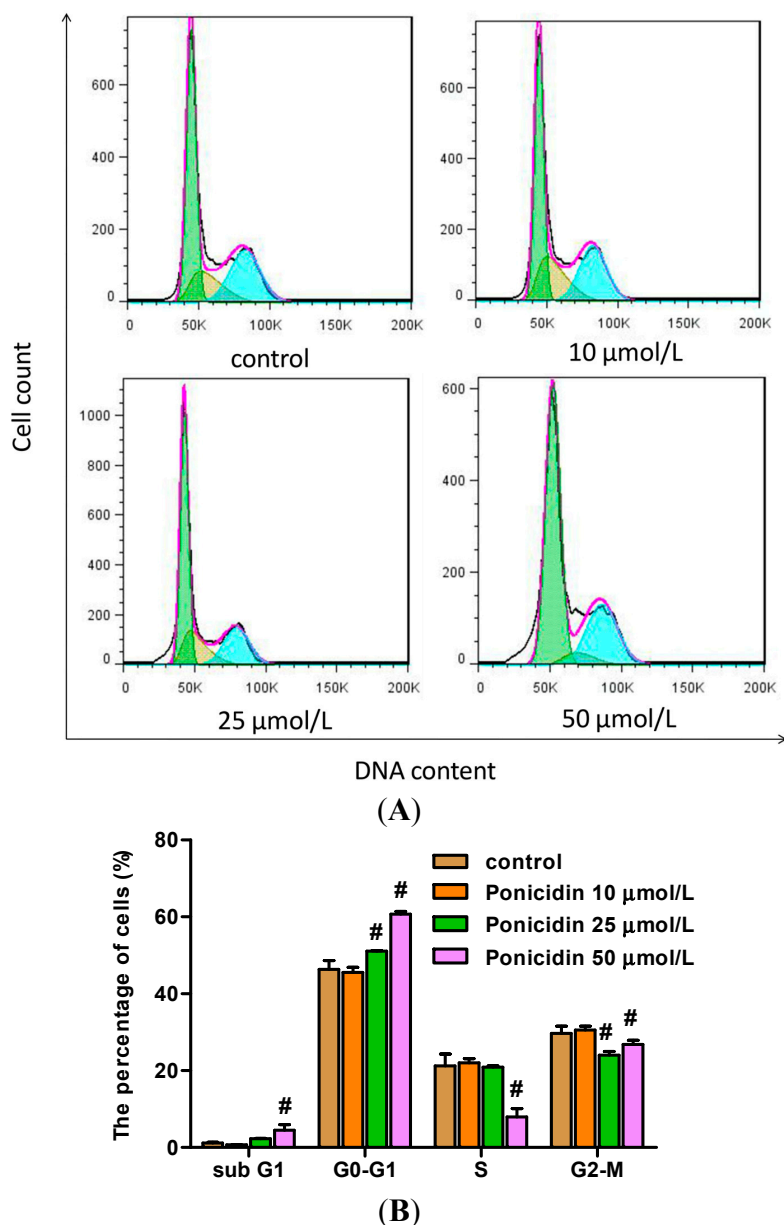 800
600
400
200
0
0 50K 100K 150K 200K
control
800
600
400
200
0
0 50K 100K 150K 200K
10 μmol/L
Cell count
1000
800
600
400
200
0
0 50K 100K 150K 200K
25 μmol/L
600
400
200
0
0 50K 100K 150K 200K
50 μmol/L
DNA content
(A)
The percentage of cells (%)
80
60
40
20
0
control
Ponicidin 10 μmol/L
Ponicidin 25 μmol/L
Ponicidin 50 μmol/L
# # # # # #
sub G1 G0-G1 S G2-M
(B)